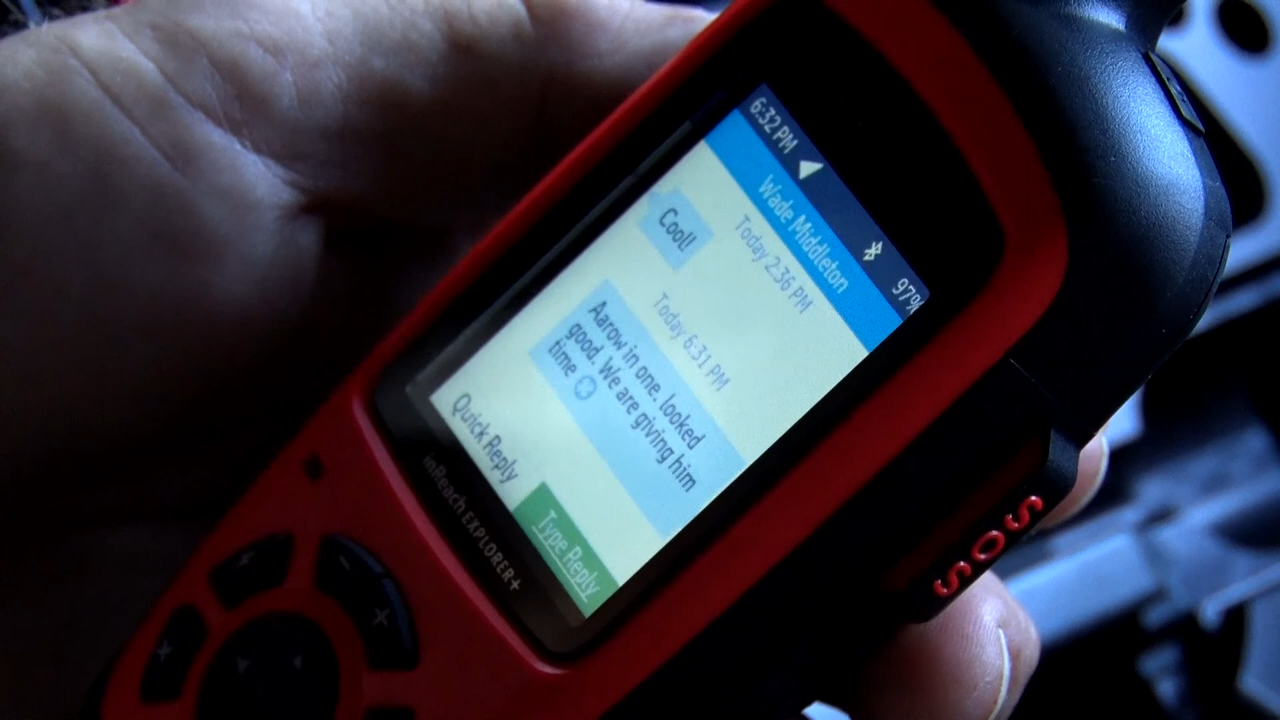 6:32 PM 97%
Wade Middleton
Today 2:36 PM
Cool!
Today 6:31 PM
Aarow in one. looked
good. We are giving him
time
Quick Reply
Type Reply
inReach EXPLORER+
SOS